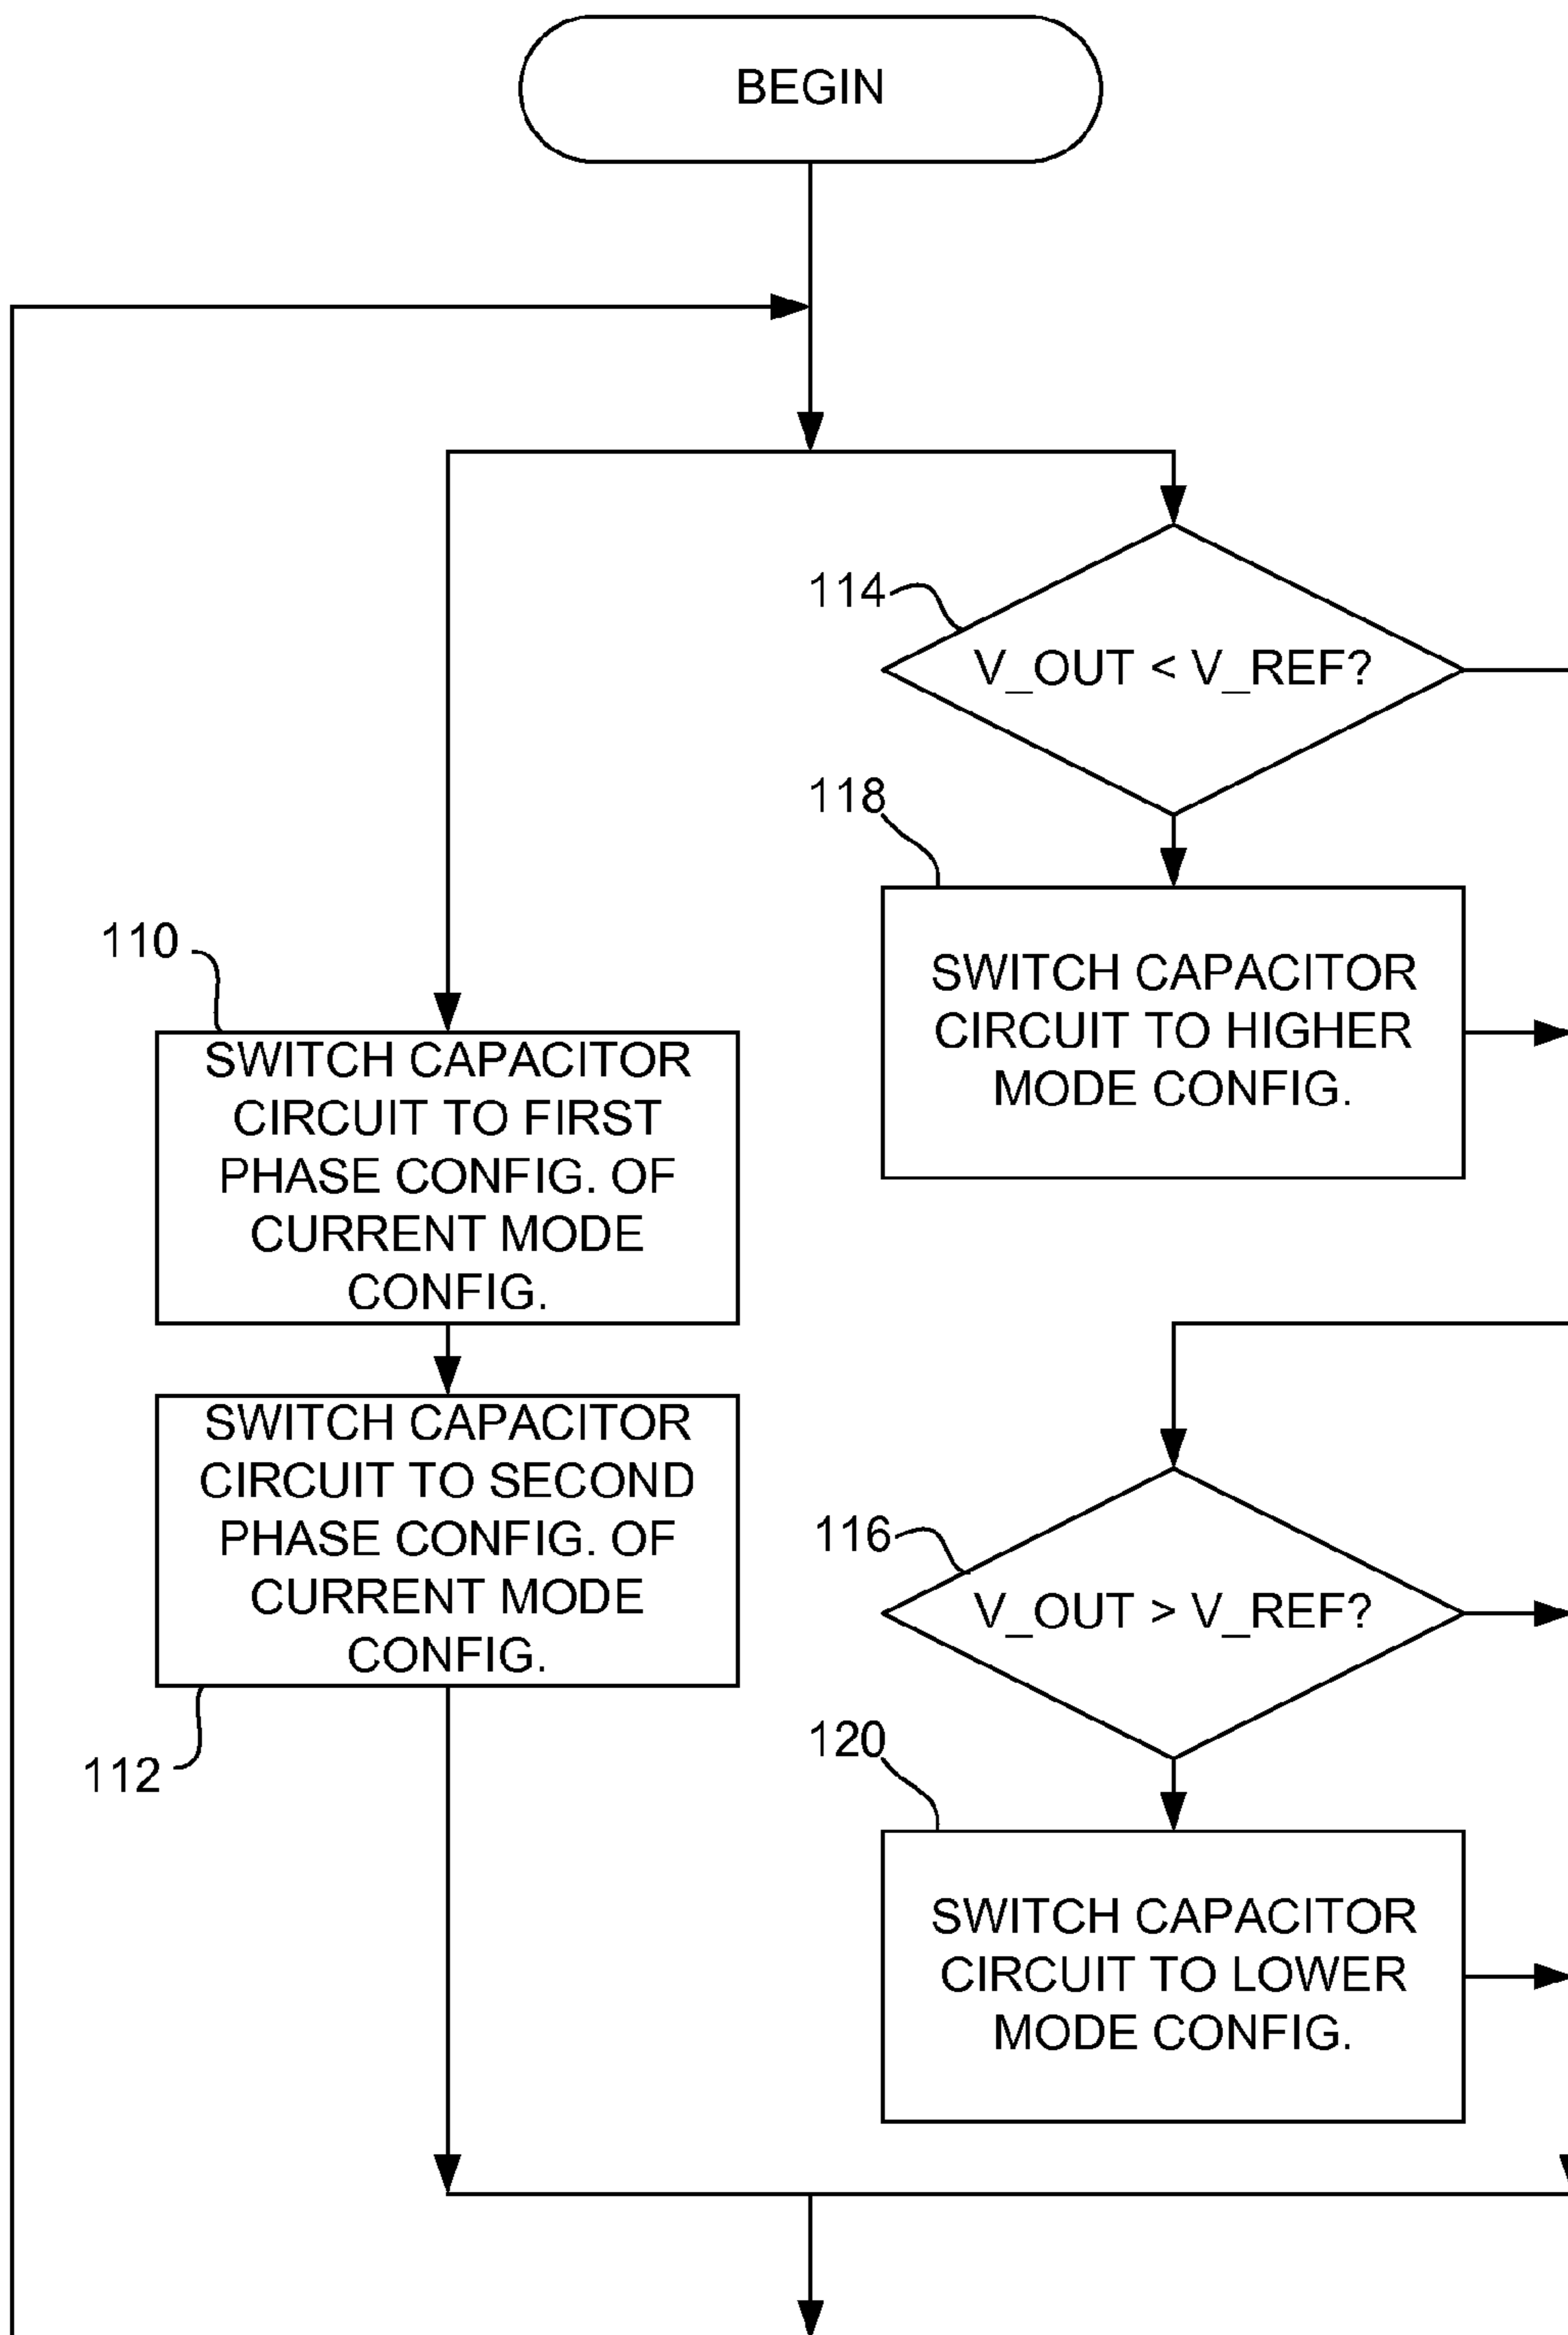 BEGIN
114
V_OUT < V_REF?
118
SWITCH CAPACITOR
CIRCUIT TO HIGHER
MODE CONFIG.
110
SWITCH CAPACITOR
CIRCUIT TO FIRST
PHASE CONFIG. OF
CURRENT MODE
CONFIG.
SWITCH CAPACITOR
CIRCUIT TO SECOND
PHASE CONFIG. OF
CURRENT MODE
CONFIG.
112
116
V_OUT > V_REF?
120
SWITCH CAPACITOR
CIRCUIT TO LOWER
MODE CONFIG.